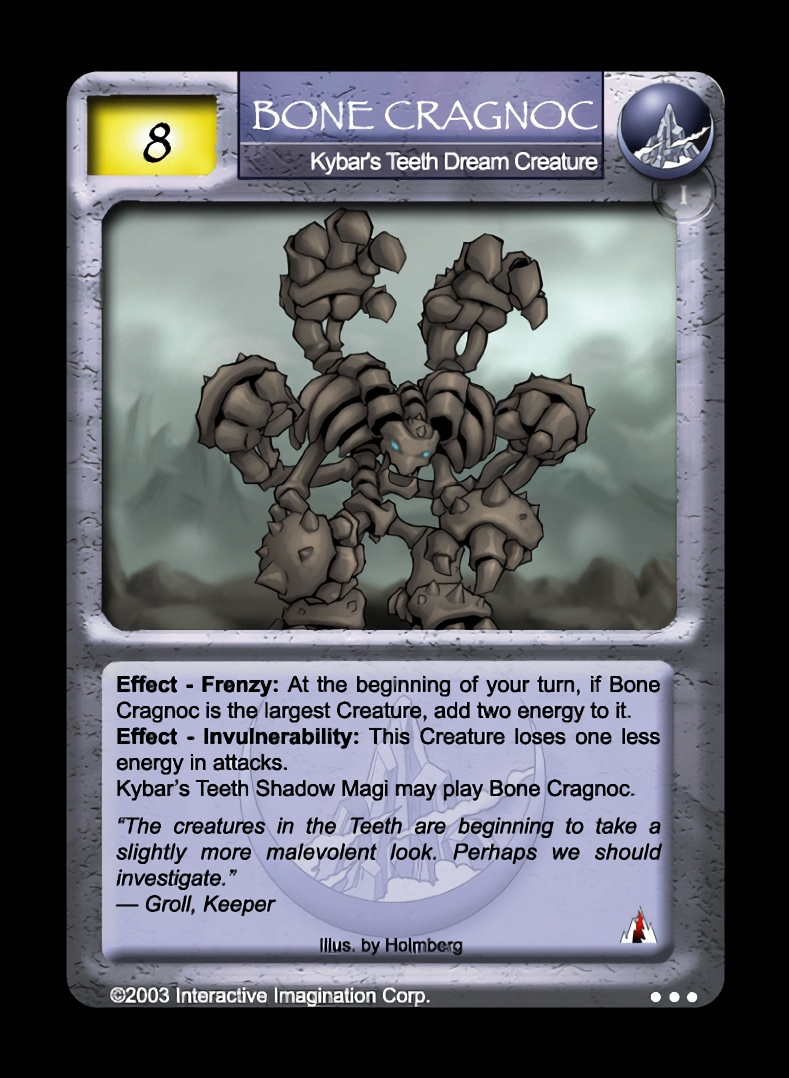 8
BONE CRAGNOC
Kybar's Teeth Dream Creature
1
Effect - Frenzy: At the beginning of your turn, if Bone
Cragnoc is the largest Creature, add two energy to it.
Effect - Invulnerability: This Creature loses one less
energy in attacks.
Kybar's Teeth Shadow Magi may play Bone Cragnoc.
"The creatures in the Teeth are beginning to take a
slightly more malevolent look. Perhaps we should
investigate."
— Groll, Keeper
Illus. by Holmberg
©2003 Interactive Imagination Corp.